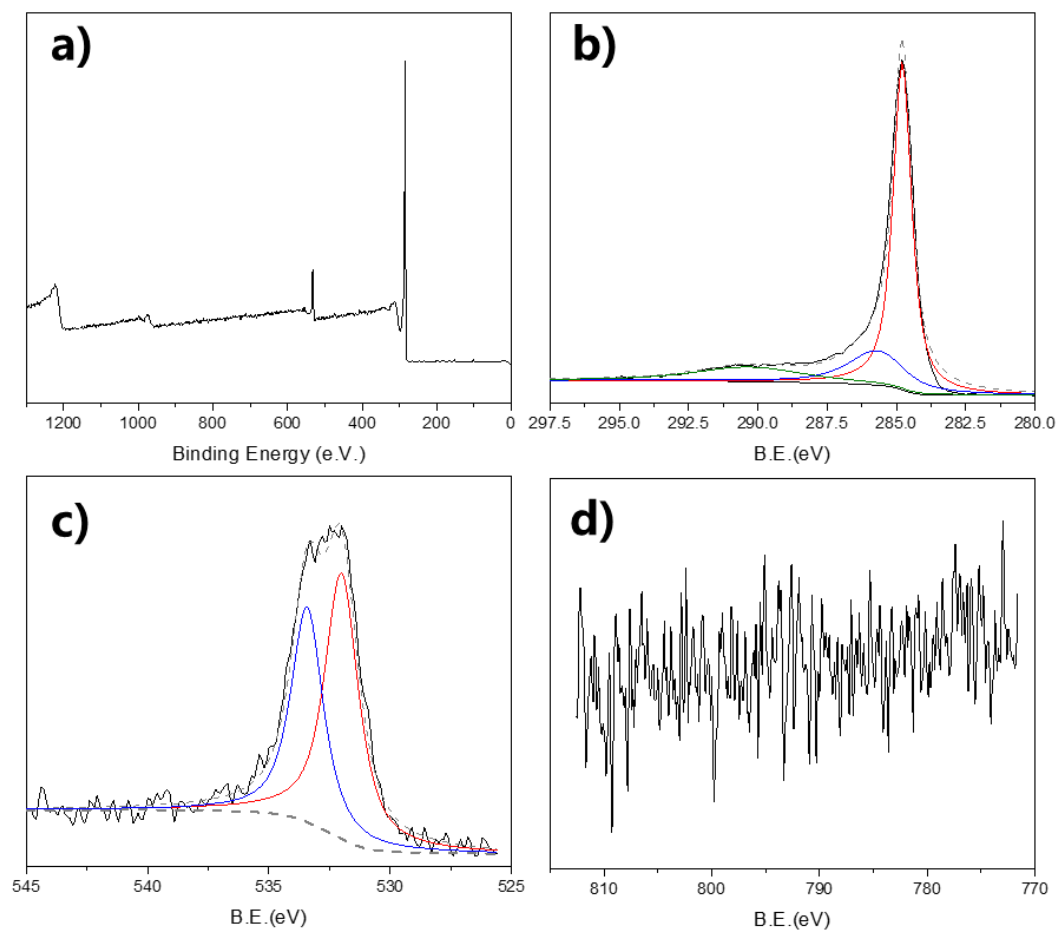 a)
1200 1000 800 600 400 200 0
Binding Energy (e.V.)
b)
297.5 295.0 292.5 290.0 287.5 285.0 282.5 280.0
B.E.(eV)
c)
545 540 535 530 525
B.E.(eV)
d)
810 800 790 780 770
B.E.(eV)